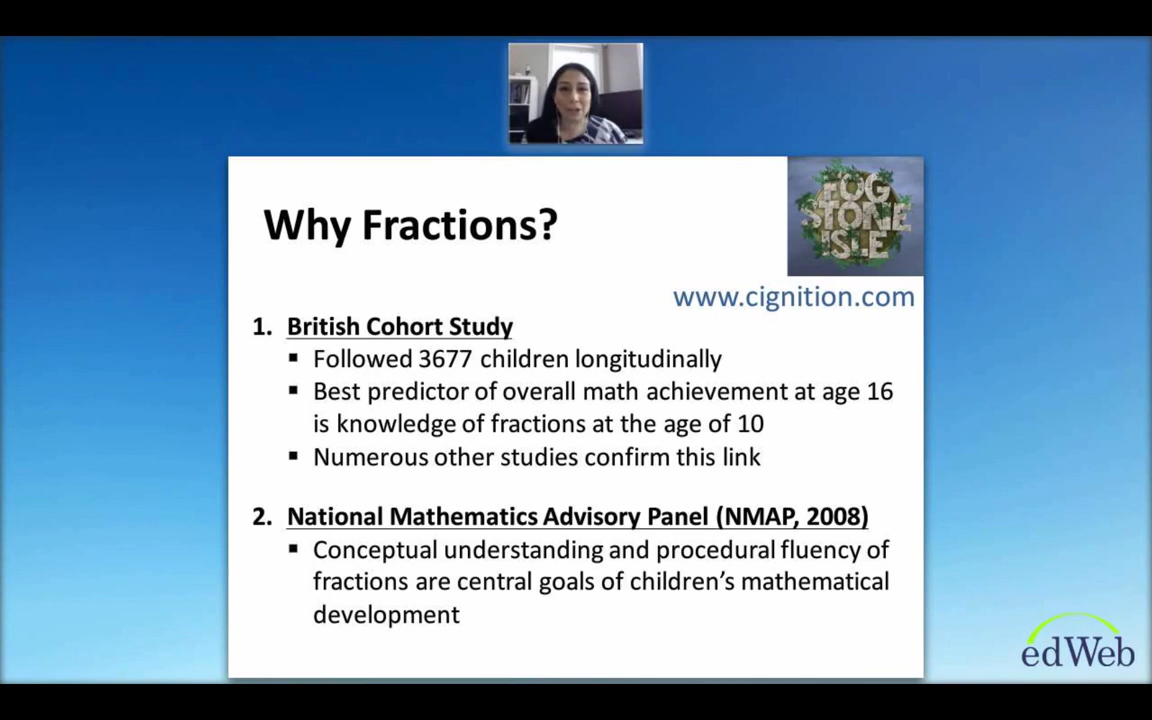 Why Fractions?
FOG
STONE
ISLE
www.cignition.com
1. British Cohort Study
▪ Followed 3677 children longitudinally
▪ Best predictor of overall math achievement at age 16
is knowledge of fractions at the age of 10
▪ Numerous other studies confirm this link
2. National Mathematics Advisory Panel (NMAP, 2008)
▪ Conceptual understanding and procedural fluency of
fractions are central goals of children’s mathematical
development
edWeb